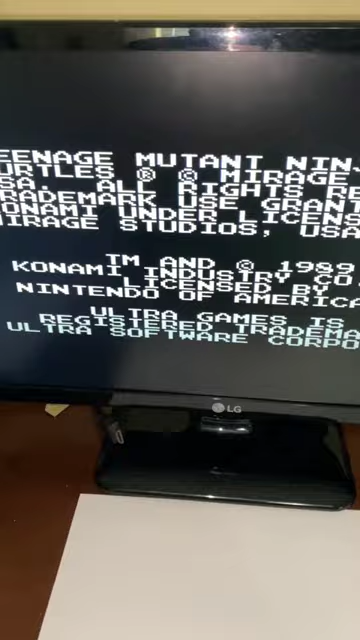 EENAGE MUTANT NIN-
URTLES ® © MIRAGE
SA. ALL RIGHTS RE
RADEMARK USE GRANT
ONAMI UNDER LICENS
MIRAGE STUDIOS, USA
TM AND © 1989
KONAMI INDUSTRY CO.
LICENSED BY
NINTENDO OF AMERICA
ULTRA GAMES IS
REGISTERED TRADEMA
ULTRA SOFTWARE CORPO
LG